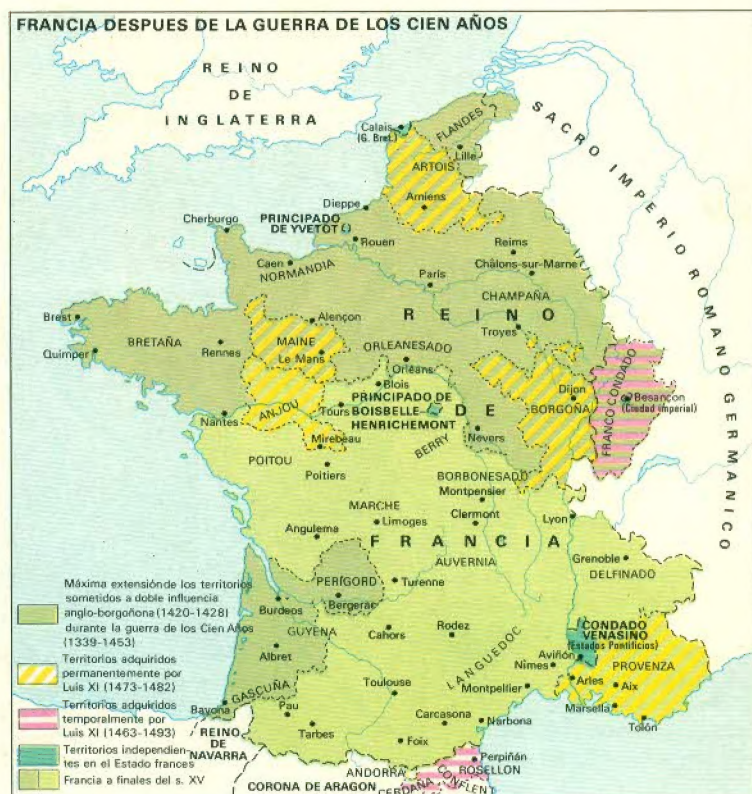 FRANCIA DESPUES DE LA GUERRA DE LOS CIEN AÑOS
REINO
DE
INGLATERRA
SACRO IMPERIO ROMANO GERMANICO
Calais
(G. Bret.)
FLANDES
Lille
ARTOIS
Amiens
Dieppe
Cherburgo
PRINCIPADO
DE YVETOT
Rouen
Reims
Caen
NORMANDIA
Châlons-sur-Marne
París
CHAMPAÑA
Brest
Alençon
REINO
BRETAÑA
MAINE
Troyes
Quimper
Rennes
Le Mans
ORLEANESADO
Orléans
Blois
Dijon
FRANCO CONDADO
Besançon
(Ciudad imperial)
ANJOU
Tours
PRINCIPADO DE
BOISBELLE-
HENRICHEMONT
DE
BORGOÑA
Nantes
Mirebeau
BERRY
Nevers
POITOU
Poitiers
BORBONESADO
Montpensier
MARCHE
Limoges
Clermont
Lyon
Angulema
FRANCIA
AUVERNIA
Grenoble
DELFINADO
PERÍGORD
Turenne
Burdeos
Bergerac
GUYENA
Cahors
Rodez
CONDADO
VENASINO
(Estados Pontificios)
Albret
LANGUEDOC
Aviñón
PROVENZA
Nîmes
Arles
Aix
GASCUÑA
Toulouse
Montpellier
Marsella
Bayona
Pau
Tolón
REINO
DE
NAVARRA
Tarbes
Carcasona
Narbona
Foix
Perpiñán
ROSELLON
ANDORRA
CERDAÑA
CONFLENT
CORONA DE ARAGON
Máxima extensión de los territorios
sometidos a doble influencia
anglo-borgoñona (1420-1428)
durante la guerra de los Cien Años
(1339-1453)
Territorios adquiridos
permanentemente por
Luis XI (1473-1482)
Territorios adquiridos
temporalmente por
Luis XI (1463-1493)
Territorios independien-
tes en el Estado frances
Francia a finales del s. XV